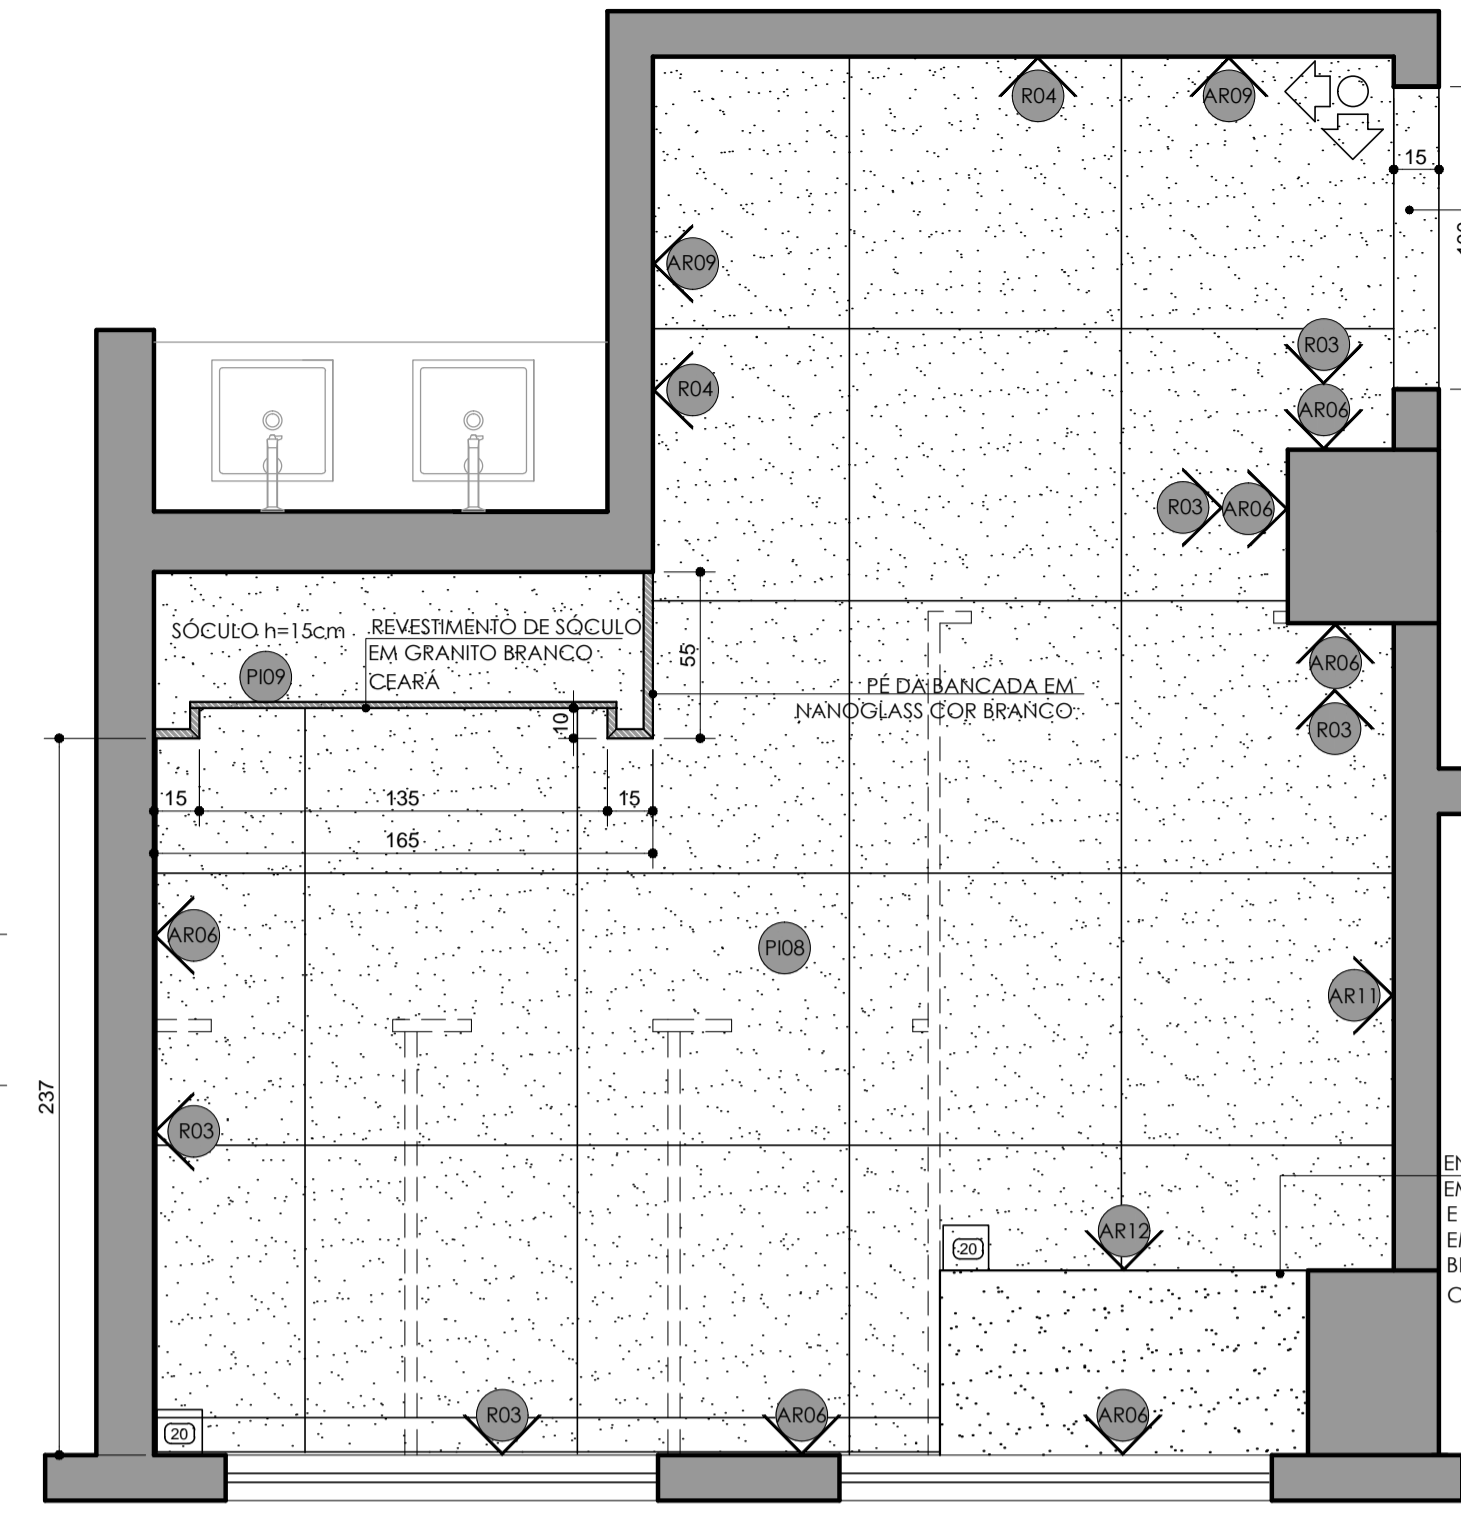 R04
AR09
15
AR09
R03
R04
AR06
R03
AR06
SÓCULO h=15cm
REVESTIMENTO DE SÓCULO
EM GRANITO BRANCO
CEARÁ
PI09
55
AR06
PÉ DA BANCADA EM
NANOGLASS COR BRANCO
R03
10
15
135
15
165
AR06
PI08
AR11
237
R03
AR12
20
R03
AR06
AR06
20